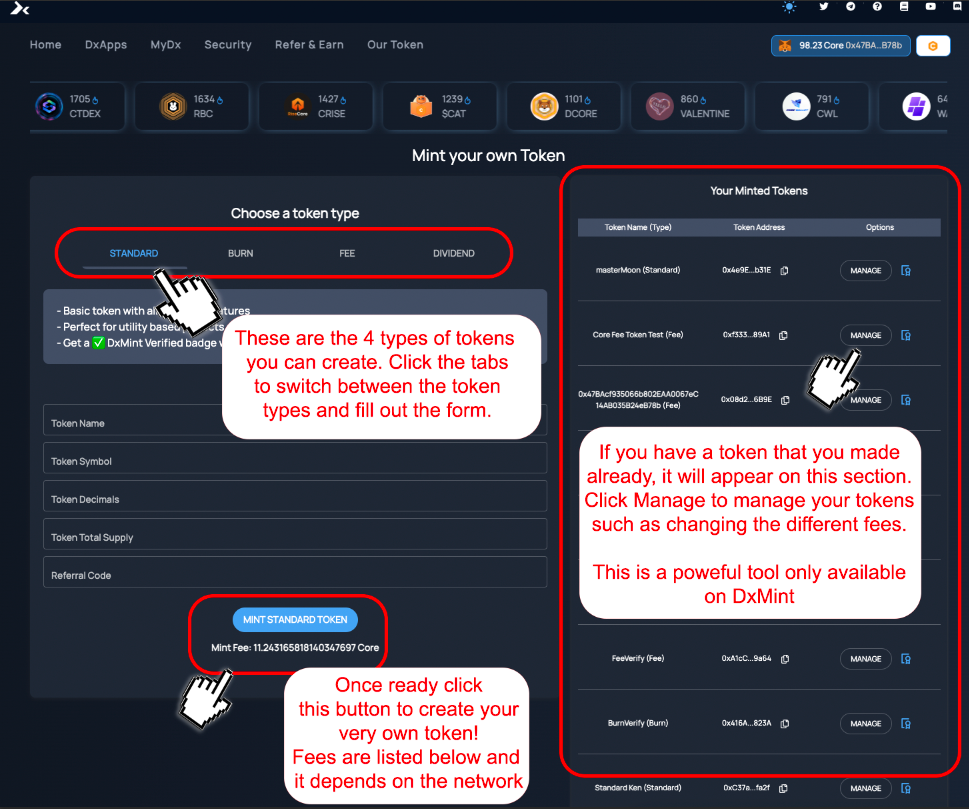 Home DxApps MyDx Security Refer & Earn Our Token
98.23 Core 0x47BA...B78b
1705 CTDEX
1634 RBC
1427 CRISE
1239 $CAT
1101 DCORE
860 VALENTINE
791 CWL
64
Mint your own Token
Choose a token type
STANDARD BURN FEE DIVIDEND
- Basic token with
- Perfect for utility based
- Get a ✅ DxMint Verified badge
These are the 4 types of tokens
you can create. Click the tabs
to switch between the token
types and fill out the form.
Token Name
Token Symbol
Token Decimals
Token Total Supply
Referral Code
MINT STANDARD TOKEN
Mint Fee: 11.243165818140347697 Core
Once ready click
this button to create your
very own token!
Fees are listed below and
it depends on the network
Your Minted Tokens
Token Name (Type) Token Address Options
masterMoon (Standard) 0x4e9E...b31E MANAGE
Core Fee Token Test (Fee) 0xf333...89A1 MANAGE
0x47BAcf935066b802EAA0067eC
14AB035B24eB78b (Fee) 0x08d2...6B9E MANAGE
If you have a token that you made
already, it will appear on this section.
Click Manage to manage your tokens
such as changing the different fees.
This is a poweful tool only available
on DxMint
FeeVerify (Fee) 0xA1cC...9a64 MANAGE
BurnVerify (Burn) 0x416A...823A MANAGE
Standard Ken (Standard) 0xC37a...fa2f MANAGE